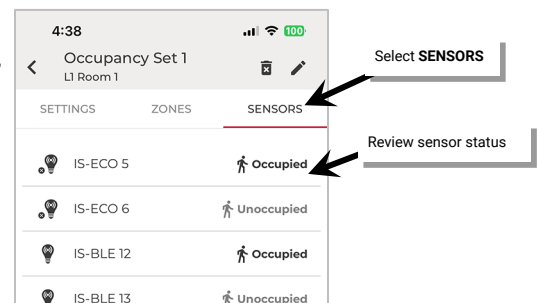 4:38
100
Occupancy Set 1
L1 Room 1
Select SENSORS
SETTINGS ZONES SENSORS
Review sensor status
IS-ECO 5 Occupied
IS-ECO 6 Unoccupied
IS-BLE 12 Occupied
IS-BLE 13 Unoccupied